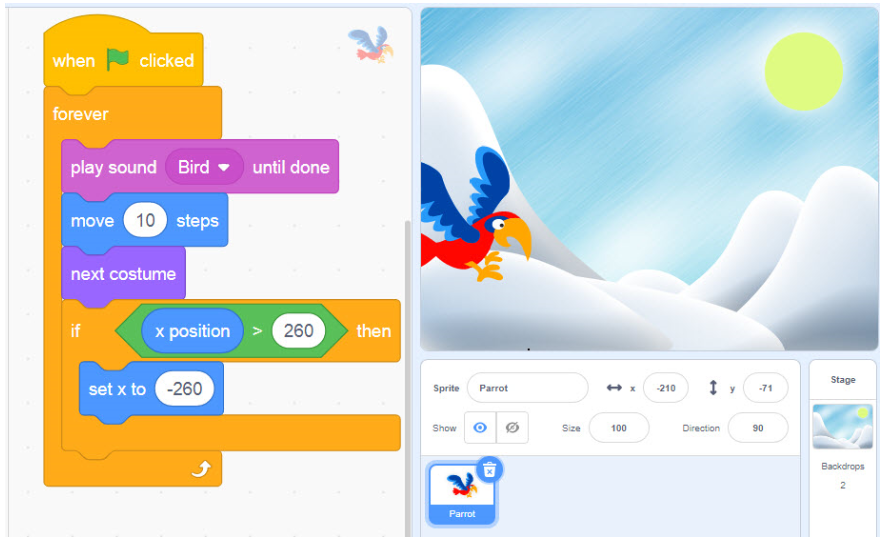 when clicked
forever
play sound Bird until done
move 10 steps
next costume
if x position > 260 then
set x to -260
Sprite Parrot x -210 y -71
Show Size 100 Direction 90
Parrot
Stage
Backdrops
2